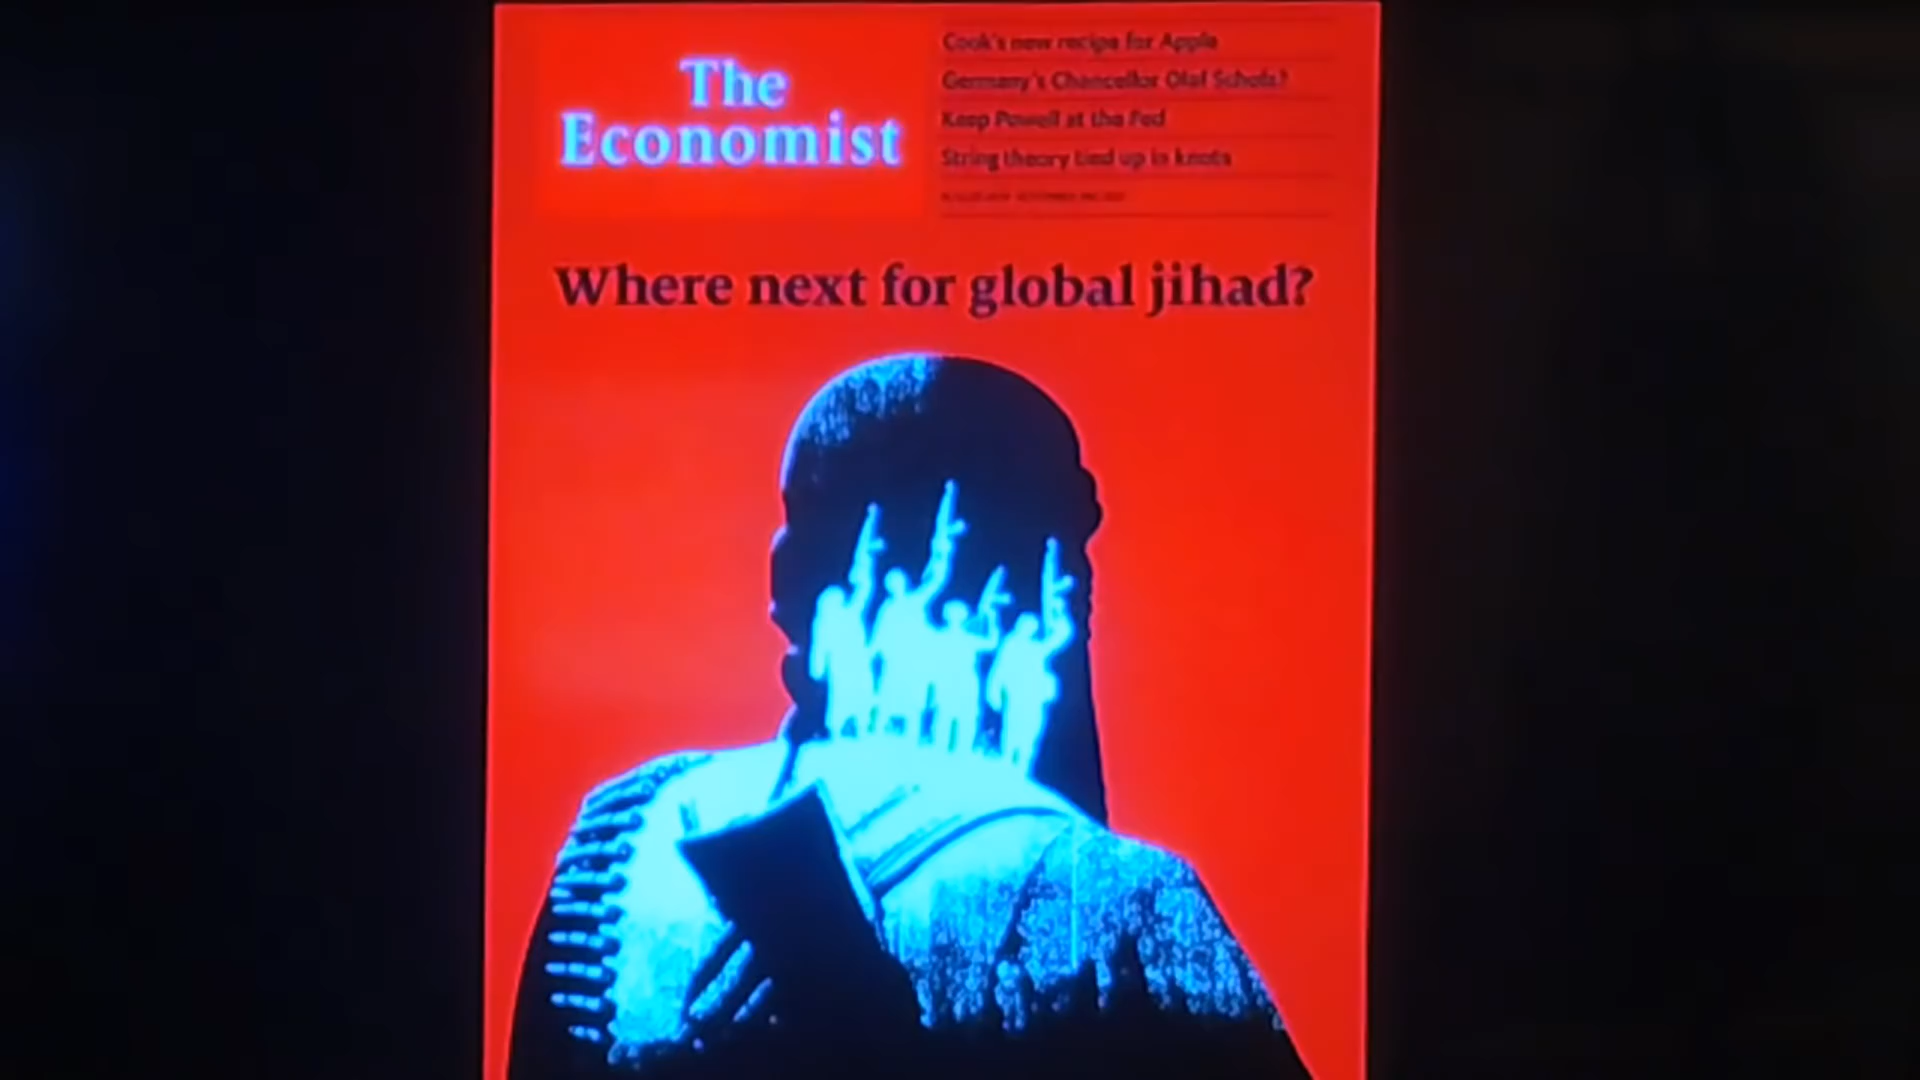 The
Economist
Cook's new recipe for Apple
Germany's Chancellor Olaf Scholz?
Keep Powell at the Fed
String theory tied up in knots
Where next for global jihad?